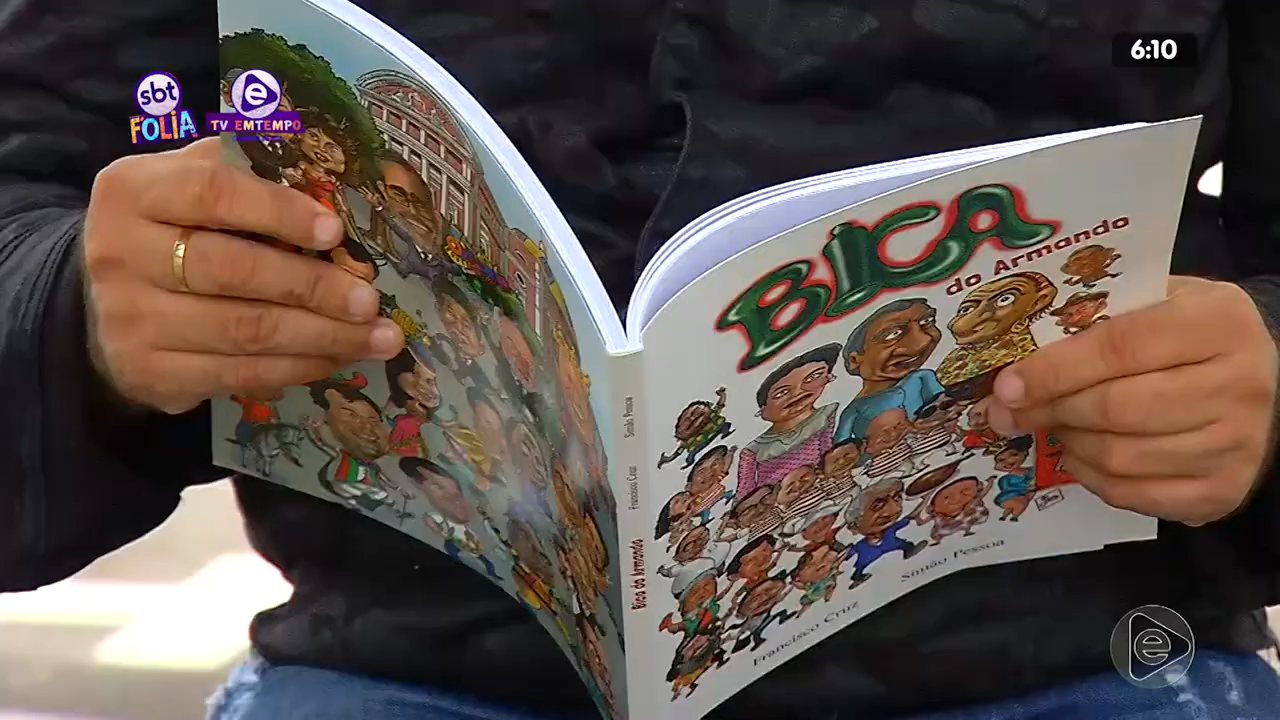 6:10
sbt
FOLIA
e
TV EMTEMPO
BICA
do Armando
Simão Pessoa
Francisco Cruz
Bica do Armando
Francisco Cruz
Simão Pessoa
e